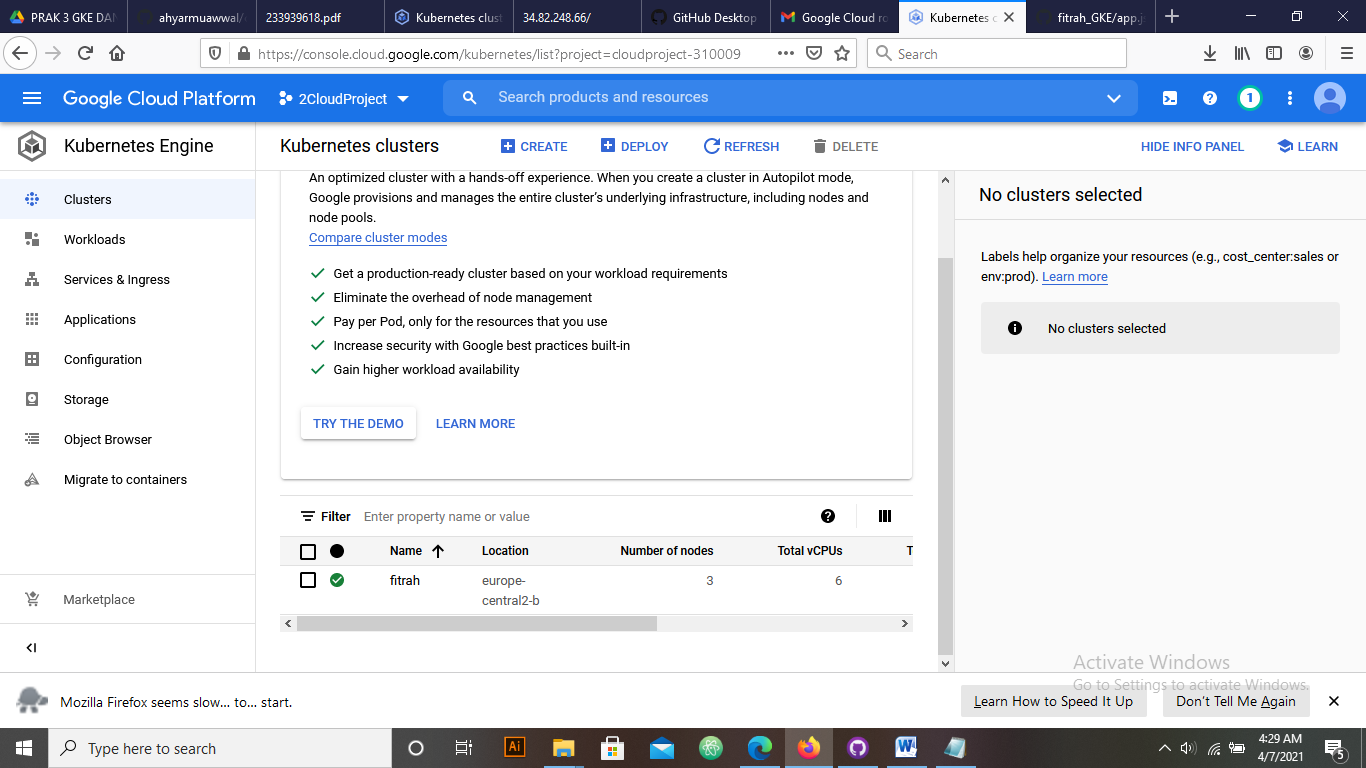 PRAK 3 GKE DAN
ahyarmuawwal/
233939618.pdf
Kubernetes clust
34.82.248.66/
GitHub Desktop
Google Cloud ro
Kubernetes c
fitrah_GKE/app.j
https://console.cloud.google.com/kubernetes/list?project=cloudproject-310009
Search
Google Cloud Platform
2CloudProject
Search products and resources
1
Kubernetes Engine
Kubernetes clusters
CREATE
DEPLOY
REFRESH
DELETE
HIDE INFO PANEL
LEARN
Clusters
Workloads
Services & Ingress
Applications
Configuration
Storage
Object Browser
Migrate to containers
Marketplace
An optimized cluster with a hands-off experience. When you create a cluster in Autopilot mode,
Google provisions and manages the entire cluster's underlying infrastructure, including nodes and
node pools.
Compare cluster modes
Get a production-ready cluster based on your workload requirements
Eliminate the overhead of node management
Pay per Pod, only for the resources that you use
Increase security with Google best practices built-in
Gain higher workload availability
TRY THE DEMO
LEARN MORE
Filter Enter property name or value
Name Location Number of nodes Total vCPUs T
fitrah europe- 3 6
central2-b
No clusters selected
Labels help organize your resources (e.g., cost_center:sales or
env:prod). Learn more
No clusters selected
Activate Windows
Go to Settings to activate Windows.
Mozilla Firefox seems slow... to... start.
Learn How to Speed It Up
Don't Tell Me Again
Type here to search
Ai
4:29 AM
4/7/2021
5